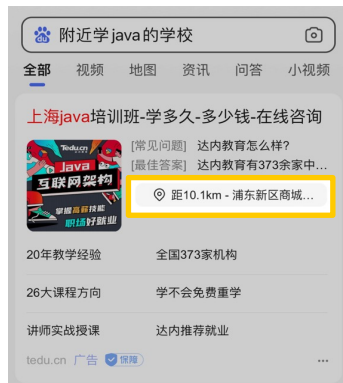 附近学java的学校
全部 视频 地图 资讯 问答 小视频
上海java培训班-学多久-多少钱-在线咨询
[常见问题] 达内教育怎么样?
[最佳答案] 达内教育有373余家中...
Tedu.cn
Java
互联网架构
掌握高薪技能
职场好就业
距10.1km - 浦东新区商城...
20年教学经验 全国373家机构
26大课程方向 学不会免费重学
讲师实战授课 达内推荐就业
tedu.cn 广告 保障 ...